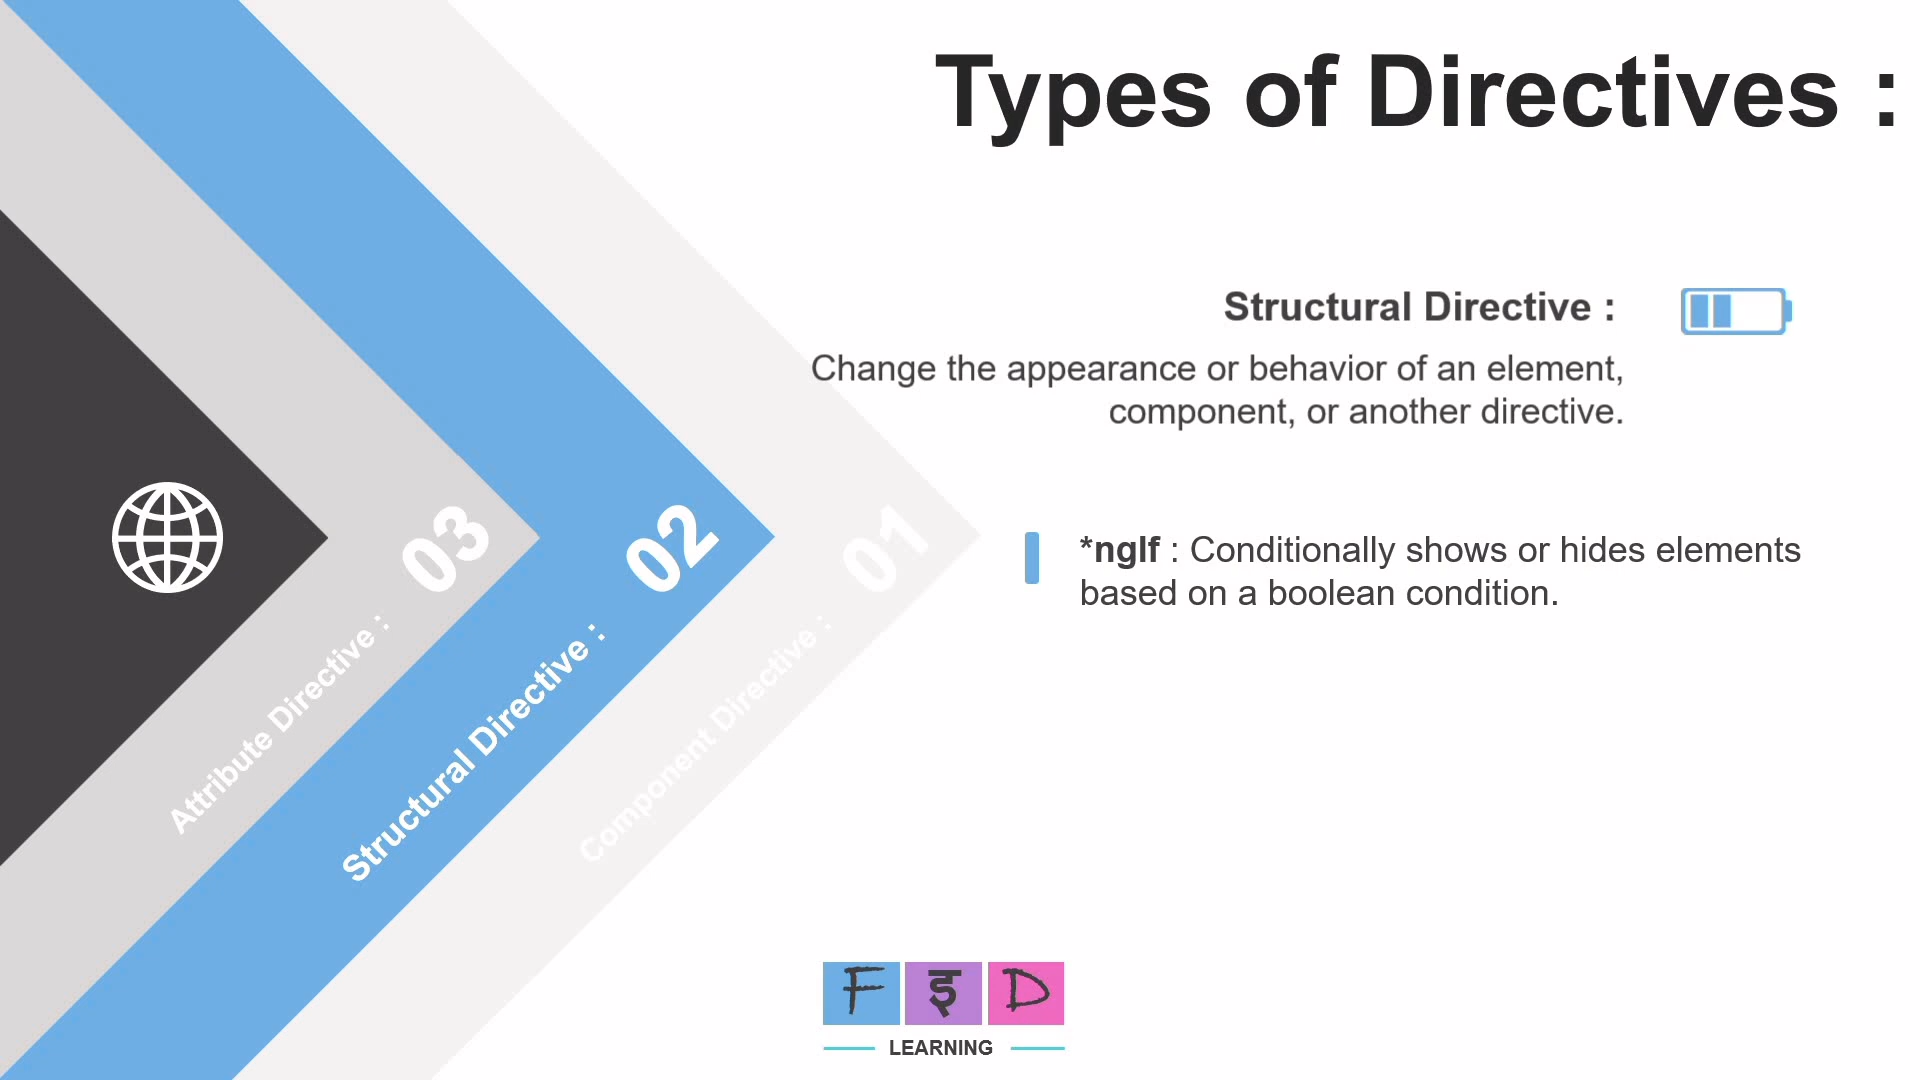 Types of Directives :
Structural Directive :
Change the appearance or behavior of an element,
component, or another directive.
*ngIf : Conditionally shows or hides elements
based on a boolean condition.
03
Attribute Directive :
02
Structural Directive :
01
Component Directive :
F इ D
LEARNING